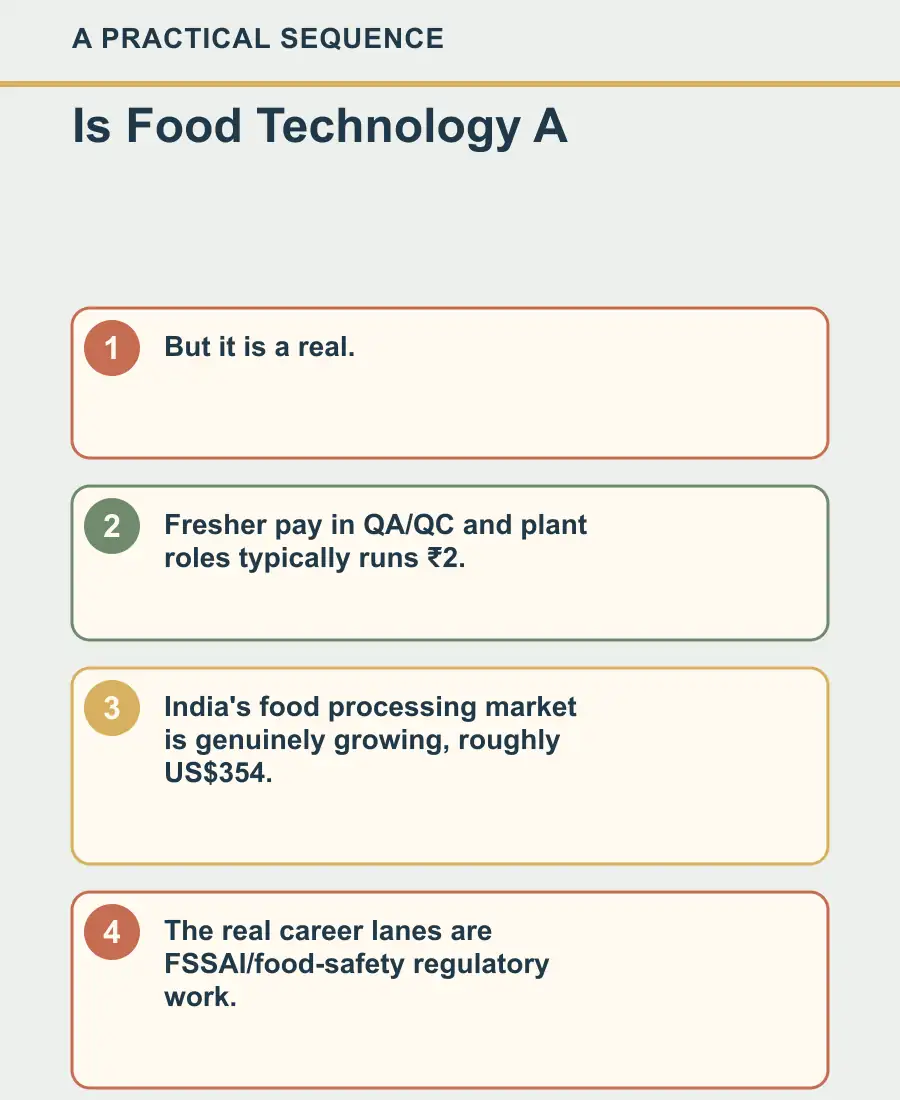 A PRACTICAL SEQUENCE
Is Food Technology A
1
But it is a real.
2
Fresher pay in QA/QC and plant
roles typically runs ₹2.
3
India's food processing market
is genuinely growing, roughly
US$354.
4
The real career lanes are
FSSAI/food-safety regulatory
work.